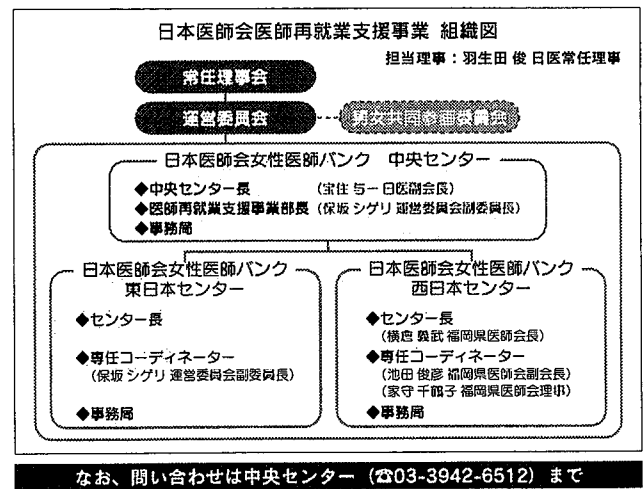 日本医師会医師再就業支援事業 組織図
担当理事：羽生田 俊 日医常任理事
常任理事会
運営委員会
男女共同参画委員会
日本医師会女性医師バンク 中央センター
◆中央センター長 （宝住 与一 日医副会長）
◆医師再就業支援事業部長 （保坂 シゲリ 運営委員会副委員長）
◆事務局
日本医師会女性医師バンク
東日本センター
◆センター長
◆専任コーディネーター
（保坂 シゲリ 運営委員会副委員長）
◆事務局
日本医師会女性医師バンク
西日本センター
◆センター長
（横倉 義武 福岡県医師会長）
◆専任コーディネーター
（池田 俊彦 福岡県医師会副会長）
（家守 千鶴子 福岡県医師会理事）
◆事務局
なお、問い合わせは中央センター（☎03-3942-6512）まで